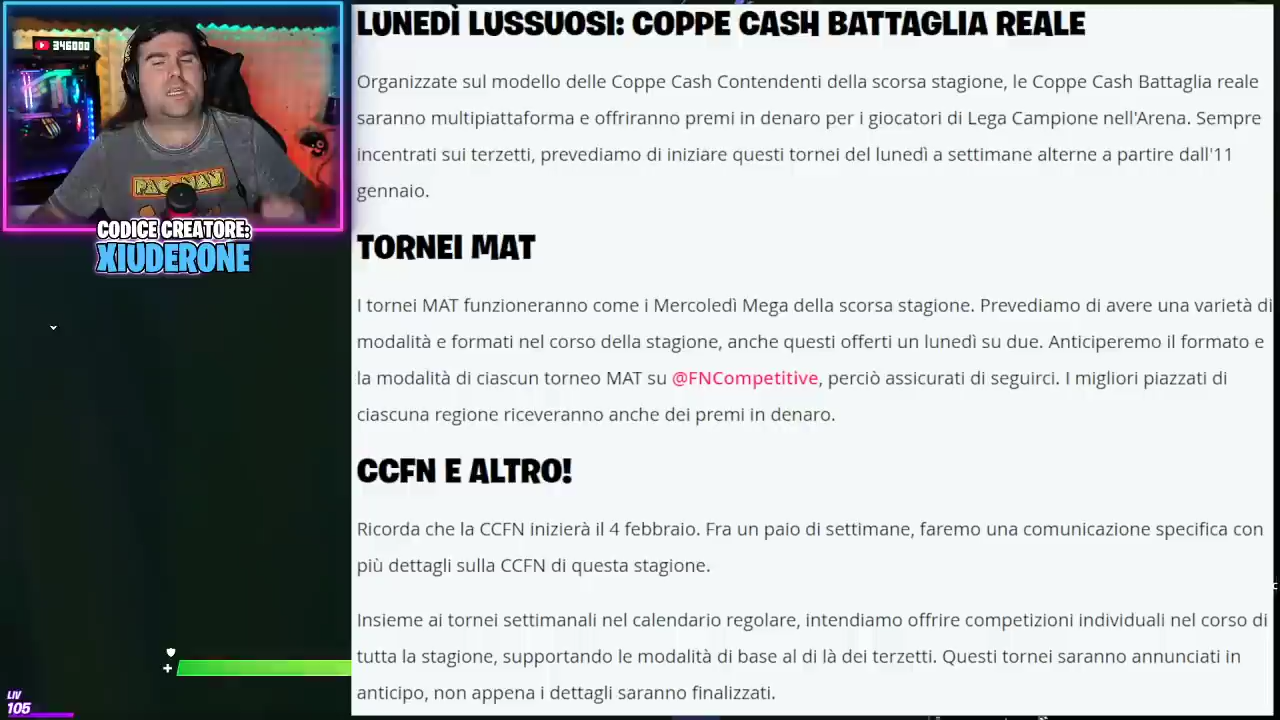 346000
CODICE CREATORE:
XIUDERONE
PAC-MAN
LIV
105
LUNEDÌ LUSSUOSI: COPPE CASH BATTAGLIA REALE
Organizzate sul modello delle Coppe Cash Contendenti della scorsa stagione, le Coppe Cash Battaglia reale
saranno multipiattaforma e offriranno premi in denaro per i giocatori di Lega Campione nell'Arena. Sempre
incentrati sui terzetti, prevediamo di iniziare questi tornei del lunedì a settimane alterne a partire dall'11
gennaio.
TORNEI MAT
I tornei MAT funzioneranno come i Mercoledì Mega della scorsa stagione. Prevediamo di avere una varietà di
modalità e formati nel corso della stagione, anche questi offerti un lunedì su due. Anticiperemo il formato e
la modalità di ciascun torneo MAT su @FNCompetitive, perciò assicurati di seguirci. I migliori piazzati di
ciascuna regione riceveranno anche dei premi in denaro.
CCFN E ALTRO!
Ricorda che la CCFN inizierà il 4 febbraio. Fra un paio di settimane, faremo una comunicazione specifica con
più dettagli sulla CCFN di questa stagione.
Insieme ai tornei settimanali nel calendario regolare, intendiamo offrire competizioni individuali nel corso di
tutta la stagione, supportando le modalità di base al di là dei terzetti. Questi tornei saranno annunciati in
anticipo, non appena i dettagli saranno finalizzati.